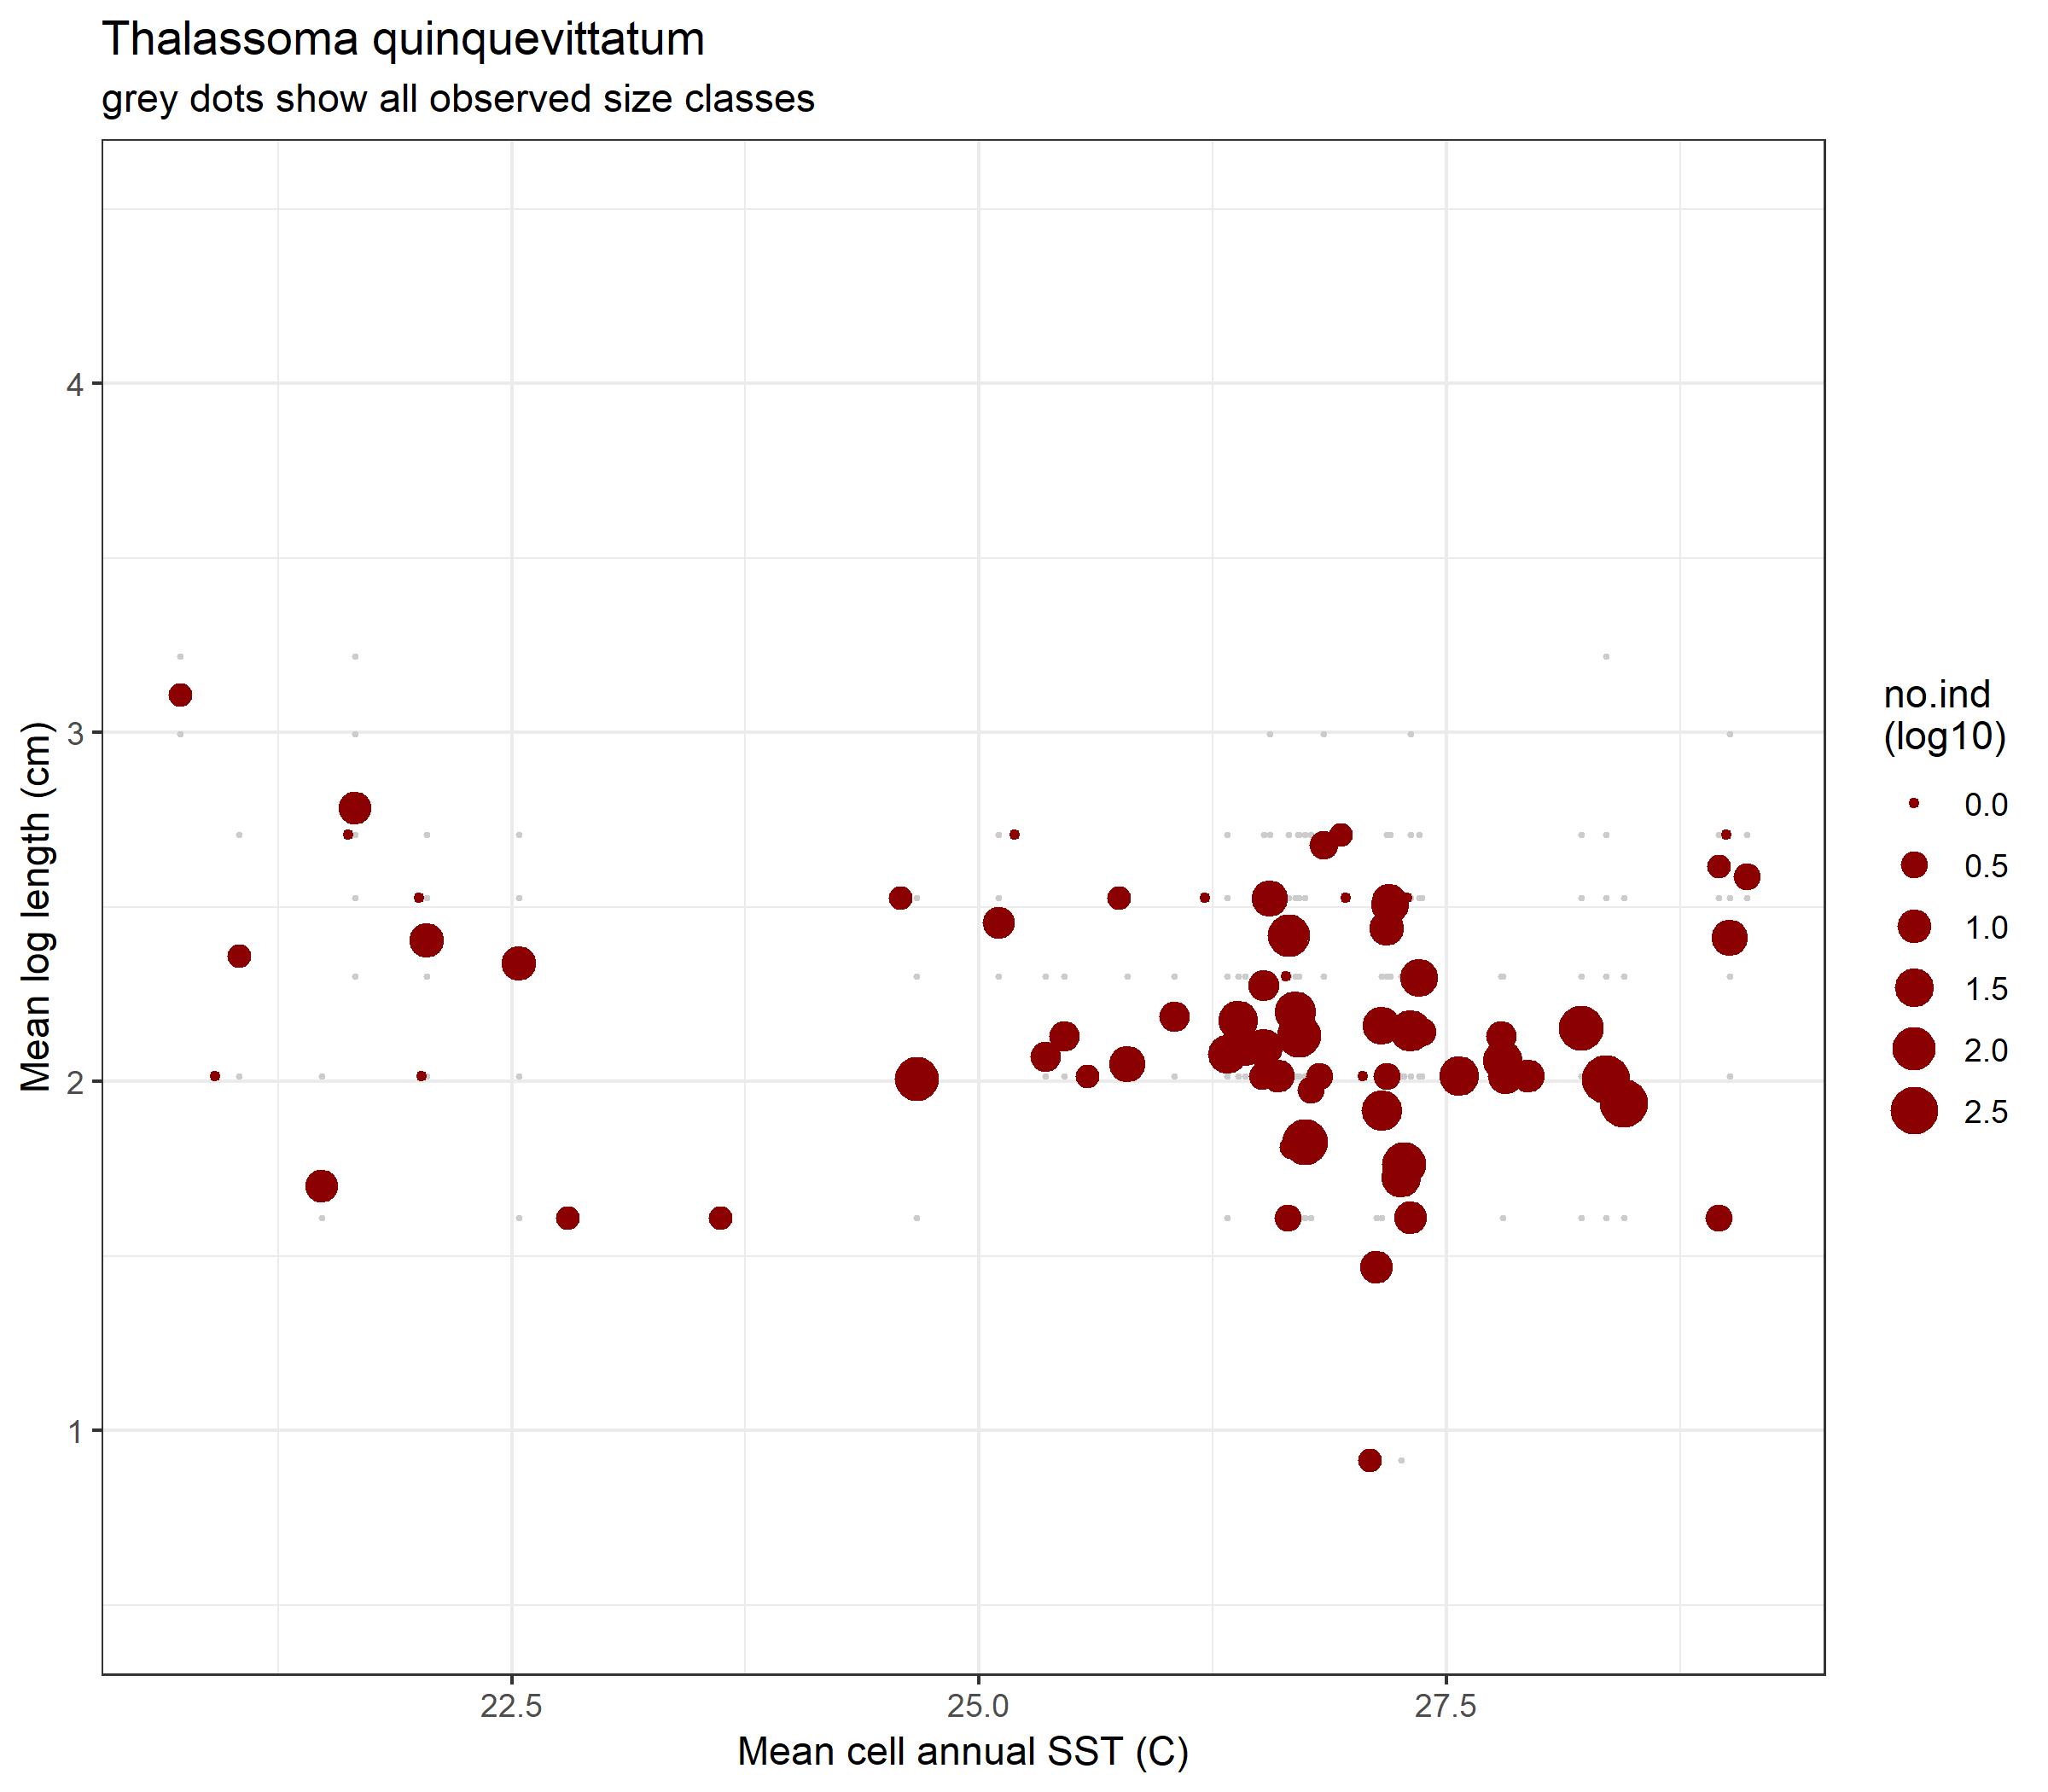 Thalassoma quinquevittatum
grey dots show all observed size classes
4
3
2
1
Mean log length (cm)
22.5
25.0
27.5
Mean cell annual SST (C)
no.ind
(log10)
0.0
0.5
1.0
1.5
2.0
2.5